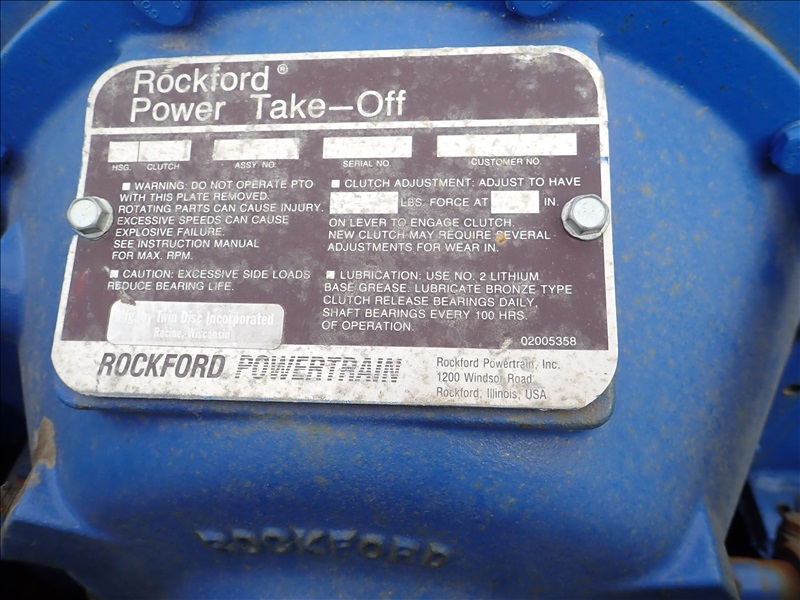 Rockford®
Power Take-Off
HSG. CLUTCH ASSY NO. SERIAL NO. CUSTOMER NO.
■ WARNING: DO NOT OPERATE PTO
WITH THIS PLATE REMOVED.
ROTATING PARTS CAN CAUSE INJURY.
EXCESSIVE SPEEDS CAN CAUSE
EXPLOSIVE FAILURE.
SEE INSTRUCTION MANUAL
FOR MAX. RPM.
■ CAUTION: EXCESSIVE SIDE LOADS
REDUCE BEARING LIFE.
■ CLUTCH ADJUSTMENT: ADJUST TO HAVE
LBS. FORCE AT IN.
ON LEVER TO ENGAGE CLUTCH.
NEW CLUTCH MAY REQUIRE SEVERAL
ADJUSTMENTS FOR WEAR IN.
■ LUBRICATION: USE NO. 2 LITHIUM
BASE GREASE. LUBRICATE BRONZE TYPE
CLUTCH RELEASE BEARINGS DAILY,
SHAFT BEARINGS EVERY 100 HRS.
OF OPERATION.
02005358
Mfg. by Twin Disc Incorporated
Racine, Wisconsin
ROCKFORD POWERTRAIN
Rockford Powertrain, Inc.
1200 Windsor Road
Rockford, Illinois, USA
ROCKFORD